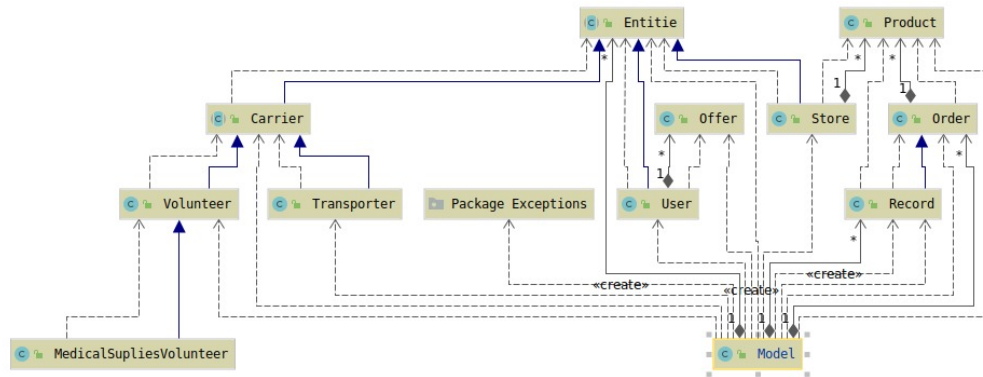 Entitie
Product
*
*
*
1
1
Carrier
Offer
Store
Order
*
1
*
Volunteer
Transporter
Package Exceptions
User
Record
*
«create»
«create»
«create»
1
1
1
MedicalSupliesVolunteer
Model